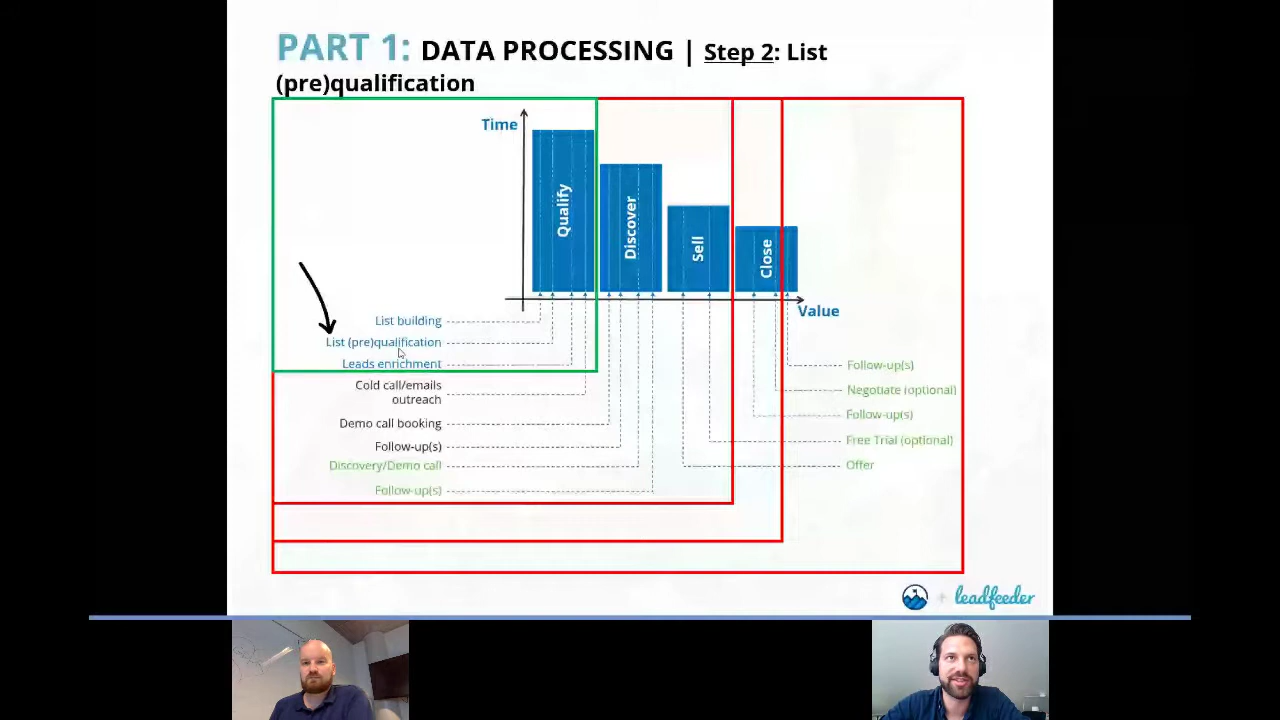 PART 1: DATA PROCESSING | Step 2: List
(pre)qualification
Time
Qualify
Discover
Sell
Close
Value
List building
List (pre)qualification
Leads enrichment
Cold call/emails
outreach
Demo call booking
Follow-up(s)
Discovery/Demo call
Follow-up(s)
Follow-up(s)
Negotiate (optional)
Follow-up(s)
Free Trial (optional)
Offer
+ leadfeeder